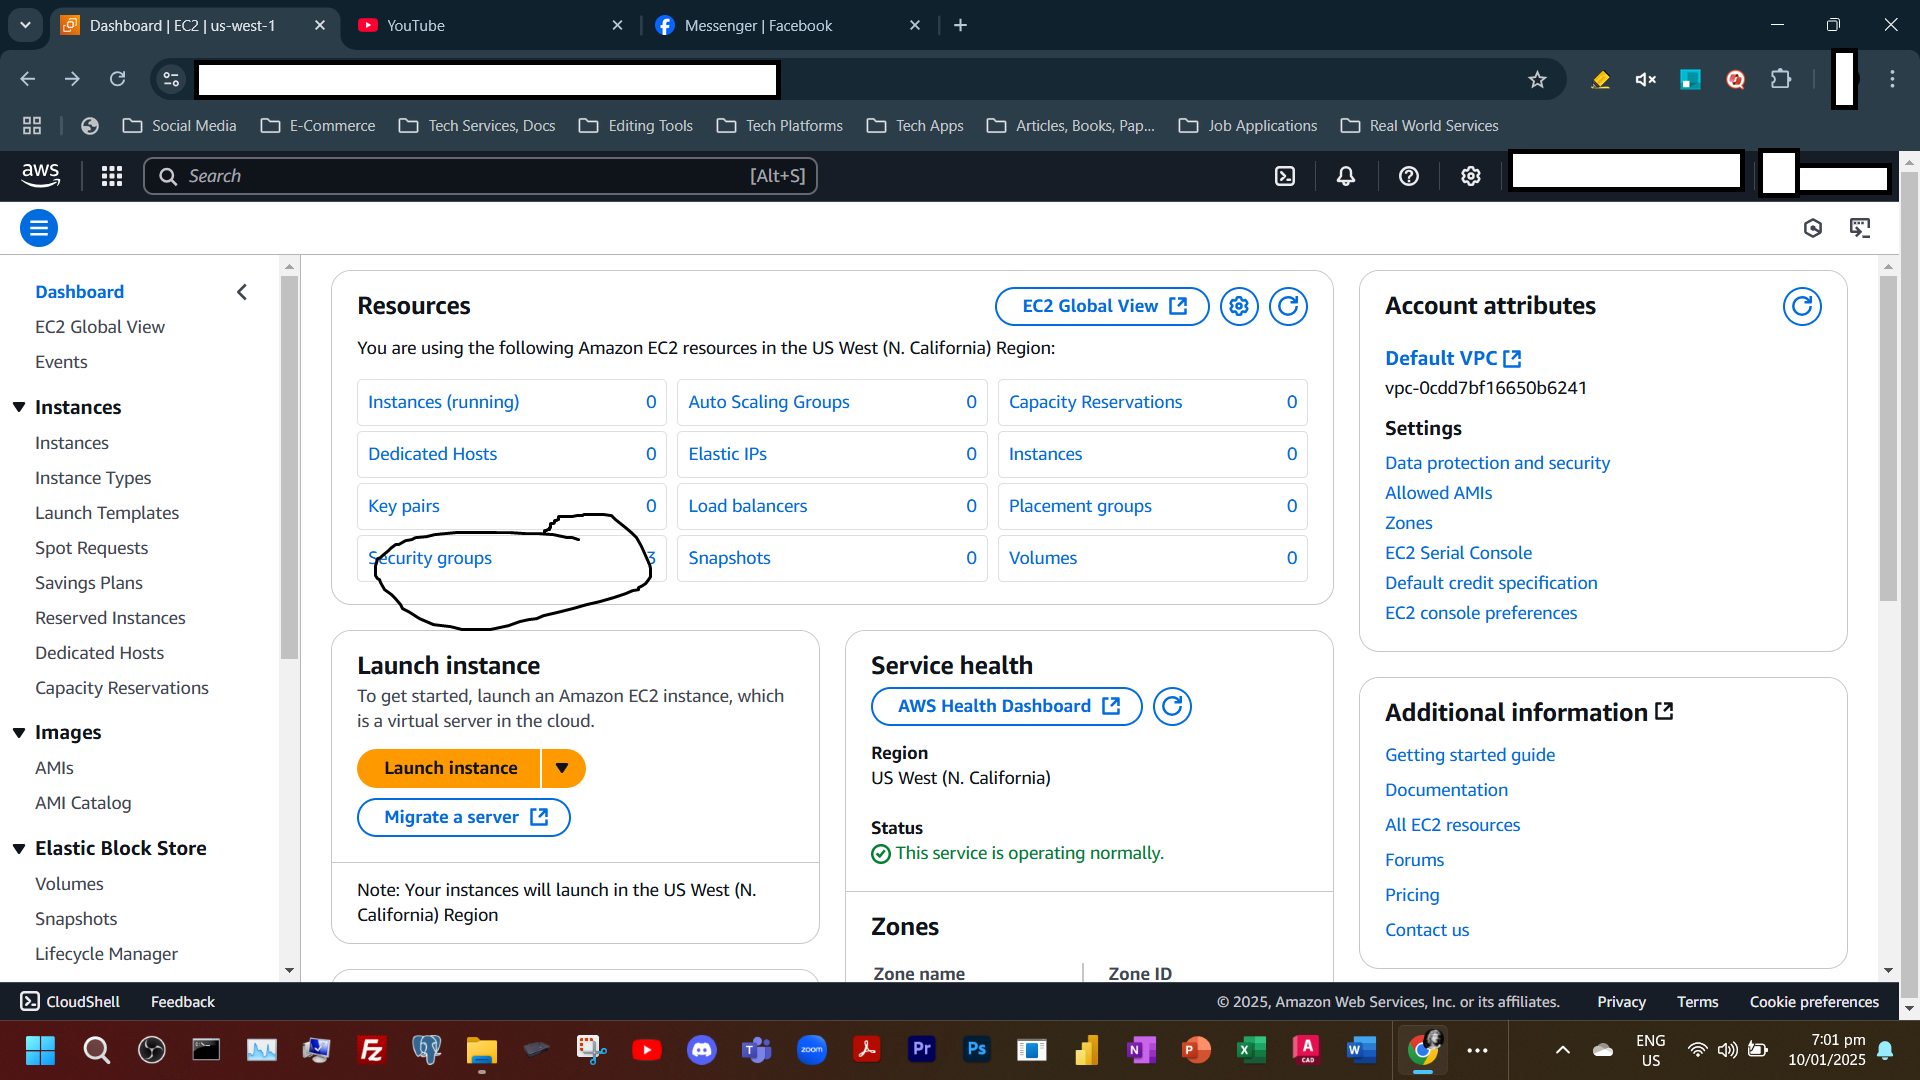 Dashboard | EC2 | us-west-1
YouTube
Messenger | Facebook
Social Media
E-Commerce
Tech Services, Docs
Editing Tools
Tech Platforms
Tech Apps
Articles, Books, Pap...
Job Applications
Real World Services
aws
Search
[Alt+S]
Dashboard
EC2 Global View
Events
Instances
Instances
Instance Types
Launch Templates
Spot Requests
Savings Plans
Reserved Instances
Dedicated Hosts
Capacity Reservations
Images
AMIs
AMI Catalog
Elastic Block Store
Volumes
Snapshots
Lifecycle Manager
Resources
EC2 Global View
You are using the following Amazon EC2 resources in the US West (N. California) Region:
Instances (running) 0
Auto Scaling Groups 0
Capacity Reservations 0
Dedicated Hosts 0
Elastic IPs 0
Instances 0
Key pairs 0
Load balancers 0
Placement groups 0
Security groups 3
Snapshots 0
Volumes 0
Launch instance
To get started, launch an Amazon EC2 instance, which
is a virtual server in the cloud.
Launch instance
Migrate a server
Note: Your instances will launch in the US West (N.
California) Region
Service health
AWS Health Dashboard
Region
US West (N. California)
Status
This service is operating normally.
Zones
Zone name
Zone ID
Account attributes
Default VPC
vpc-0cdd7bf16650b6241
Settings
Data protection and security
Allowed AMIs
Zones
EC2 Serial Console
Default credit specification
EC2 console preferences
Additional information
Getting started guide
Documentation
All EC2 resources
Forums
Pricing
Contact us
CloudShell
Feedback
© 2025, Amazon Web Services, Inc. or its affiliates.
Privacy
Terms
Cookie preferences
zoom
Pr
Ps
ENG
US
7:01 pm
10/01/2025